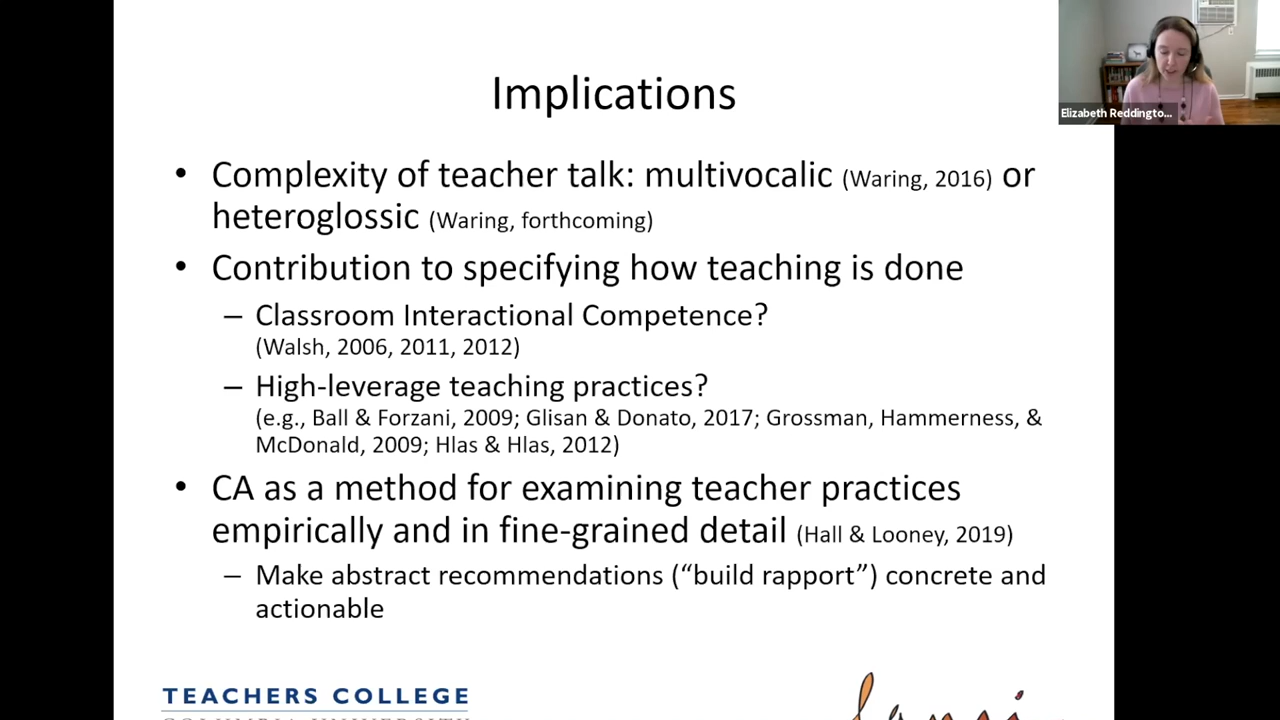 Implications
Elizabeth Reddingto...
• Complexity of teacher talk: multivocalic (Waring, 2016) or
heteroglossic (Waring, forthcoming)
• Contribution to specifying how teaching is done
– Classroom Interactional Competence?
(Walsh, 2006, 2011, 2012)
– High-leverage teaching practices?
(e.g., Ball & Forzani, 2009; Glisan & Donato, 2017; Grossman, Hammerness, &
McDonald, 2009; Hlas & Hlas, 2012)
• CA as a method for examining teacher practices
empirically and in fine-grained detail (Hall & Looney, 2019)
– Make abstract recommendations (“build rapport”) concrete and
actionable
TEACHERS COLLEGE